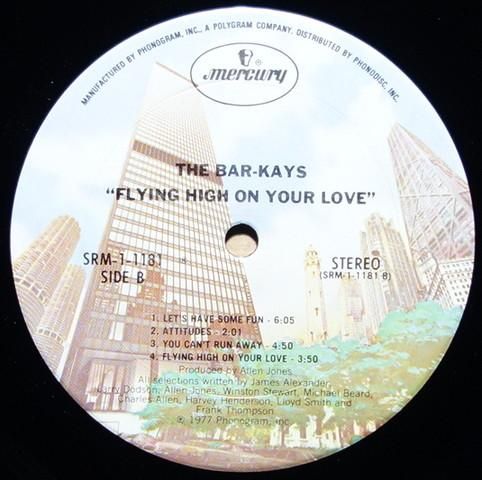 MANUFACTURED BY PHONOGRAM, INC., A POLYGRAM COMPANY, DISTRIBUTED BY PHONODISC, INC.
®
mercury
THE BAR-KAYS
"FLYING HIGH ON YOUR LOVE"
SRM-1-1181
SIDE B
STEREO
(SRM-1-1181 B)
1. LET'S HAVE SOME FUN - 6:05
2. ATTITUDES - 2:01
3. YOU CAN'T RUN AWAY - 4:50
4. FLYING HIGH ON YOUR LOVE - 3:50
Produced by Allen Jones
All selections written by James Alexander,
Larry Dodson, Allen Jones, Winston Stewart, Michael Beard,
Charles Allen, Harvey Henderson, Lloyd Smith and
Frank Thompson
℗ 1977 Phonogram, Inc.